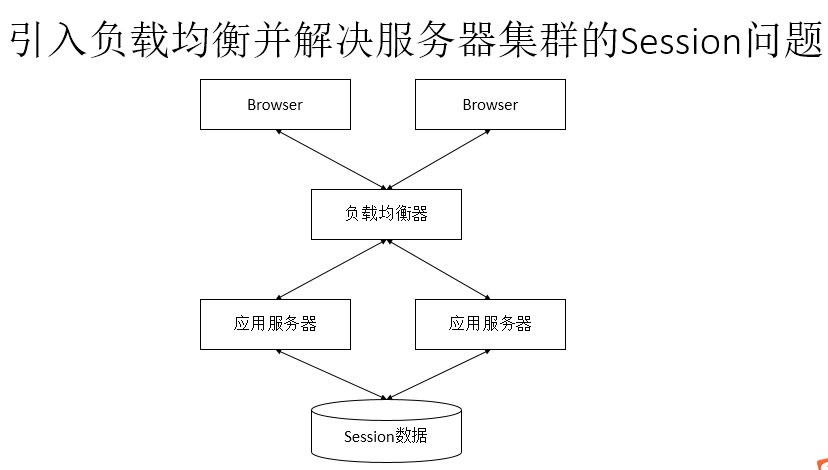 引入负载均衡并解决服务器集群的Session问题
Browser
Browser
负载均衡器
应用服务器
应用服务器
Session数据